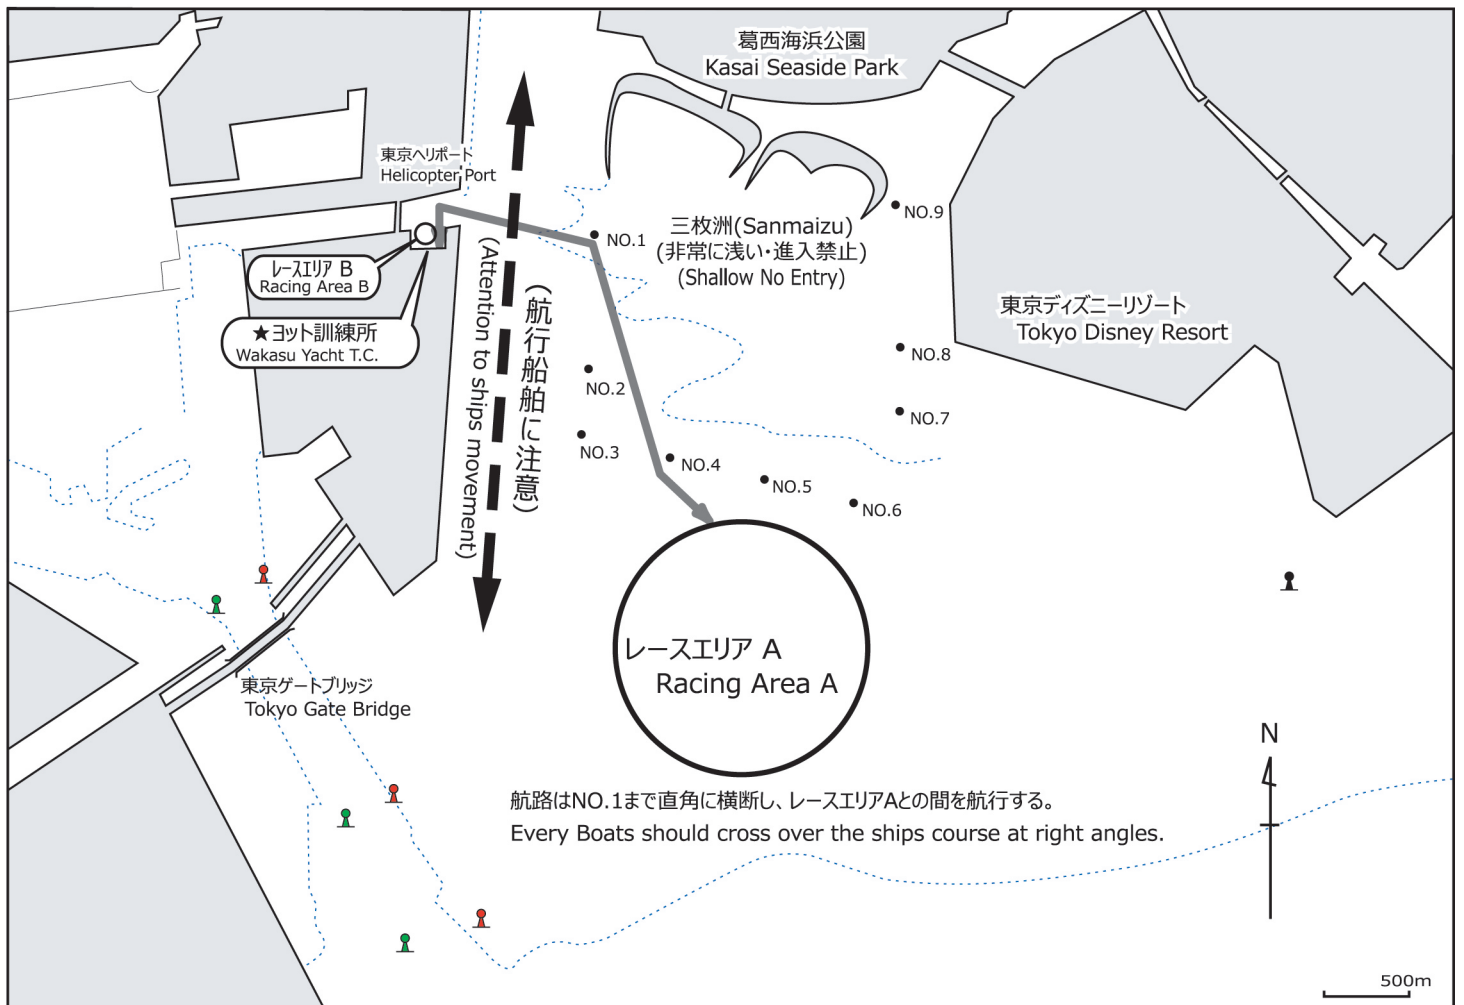 葛西海浜公園
Kasai Seaside Park
東京ヘリポート
Helicopter Port
NO.9
三枚洲(Sanmaizu)
(非常に浅い・進入禁止)
(Shallow No Entry)
NO.1
レースエリア B
Racing Area B
★ヨット訓練所
Wakasu Yacht T.C.
(航行船舶に注意)
(Attention to ships movement)
東京ディズニーリゾート
Tokyo Disney Resort
NO.8
NO.2
NO.7
NO.3
NO.4
NO.5
NO.6
レースエリア A
Racing Area A
東京ゲートブリッジ
Tokyo Gate Bridge
N
航路はNO.1まで直角に横断し、レースエリアAとの間を航行する。
Every Boats should cross over the ships course at right angles.
500m